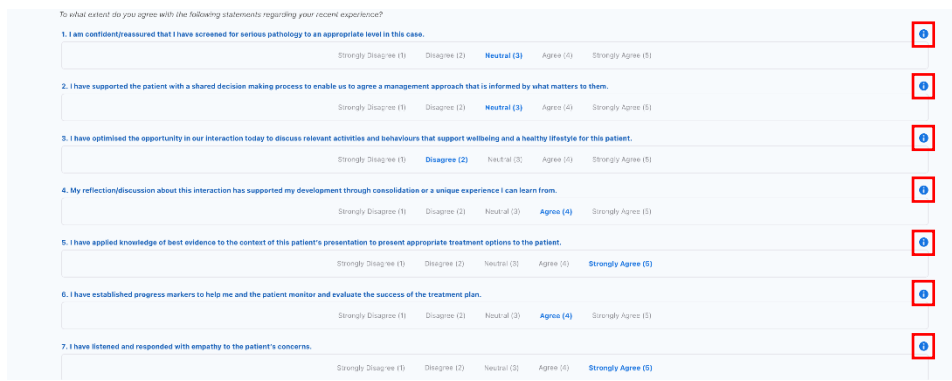 To what extent do you agree with the following statements regarding your recent experience?
1. I am confident/reassured that I have screened for serious pathology to an appropriate level in this case.
Strongly Disagree (1) Disagree (2) Neutral (3) Agree (4) Strongly Agree (5)
2. I have supported the patient with a shared decision making process to enable us to agree a management approach that is informed by what matters to them.
Strongly Disagree (1) Disagree (2) Neutral (3) Agree (4) Strongly Agree (5)
3. I have optimised the opportunity in our interaction today to discuss relevant activities and behaviours that support wellbeing and a healthy lifestyle for this patient.
Strongly Disagree (1) Disagree (2) Neutral (3) Agree (4) Strongly Agree (5)
4. My reflection/discussion about this interaction has supported my development through consolidation or a unique experience I can learn from.
Strongly Disagree (1) Disagree (2) Neutral (3) Agree (4) Strongly Agree (5)
5. I have applied knowledge of best evidence to the context of this patient's presentation to present appropriate treatment options to the patient.
Strongly Disagree (1) Disagree (2) Neutral (3) Agree (4) Strongly Agree (5)
6. I have established progress markers to help me and the patient monitor and evaluate the success of the treatment plan.
Strongly Disagree (1) Disagree (2) Neutral (3) Agree (4) Strongly Agree (5)
7. I have listened and responded with empathy to the patient's concerns.
Strongly Disagree (1) Disagree (2) Neutral (3) Agree (4) Strongly Agree (5)